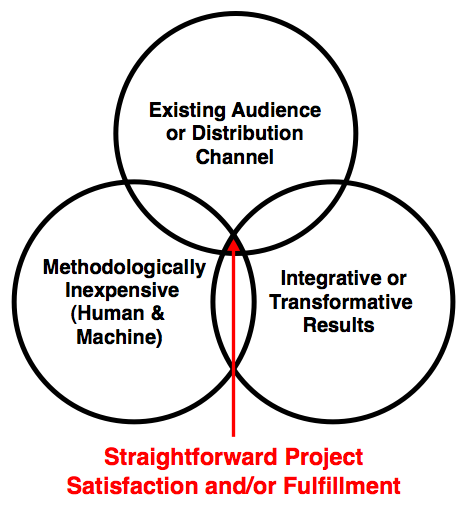 Existing Audience
or Distribution
Channel
Methodologically
Inexpensive
(Human &
Machine)
Integrative or
Transformative
Results
Straightforward Project
Satisfaction and/or Fulfillment